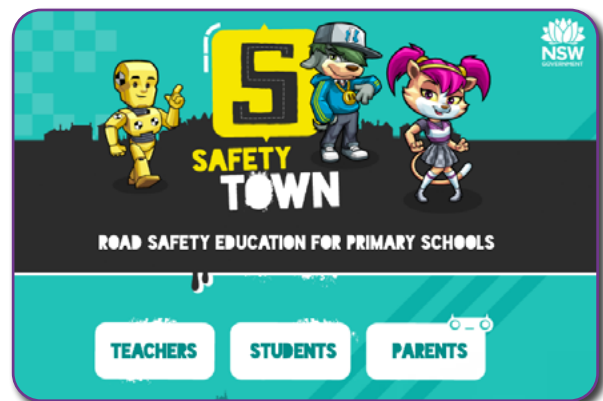 S
NSW
GOVERNMENT
SAFETY
TOWN
ROAD SAFETY EDUCATION FOR PRIMARY SCHOOLS
TEACHERS
STUDENTS
PARENTS